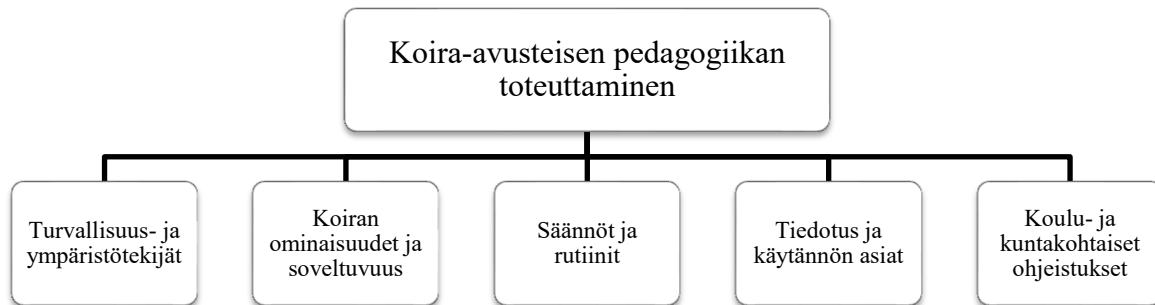 Koira-avusteisen pedagogiikan
toteuttaminen
Turvallisuus- ja
ympäristötekijät
Koiran
ominaisuudet ja
soveltuvuus
Säännöt ja
rutiinit
Tiedotus ja
käytännön asiat
Koulu- ja
kuntakohtaiset
ohjeistukset